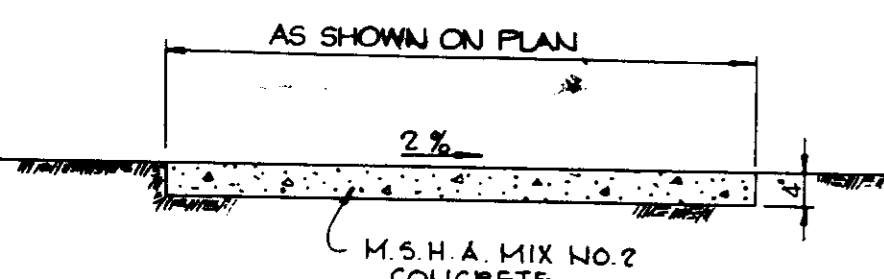 AS SHOWN ON PLAN
2%
4"
M.S.H.A. MIX NO.2
CONCRETE